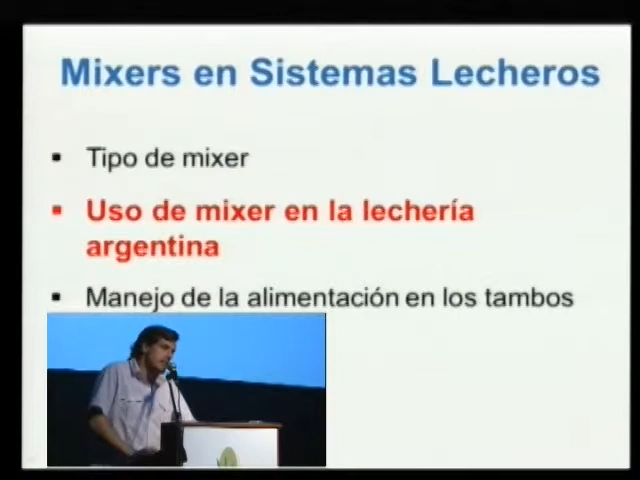 Mixers en Sistemas Lecheros
▪ Tipo de mixer
▪ Uso de mixer en la lechería
argentina
▪ Manejo de la alimentación en los tambos